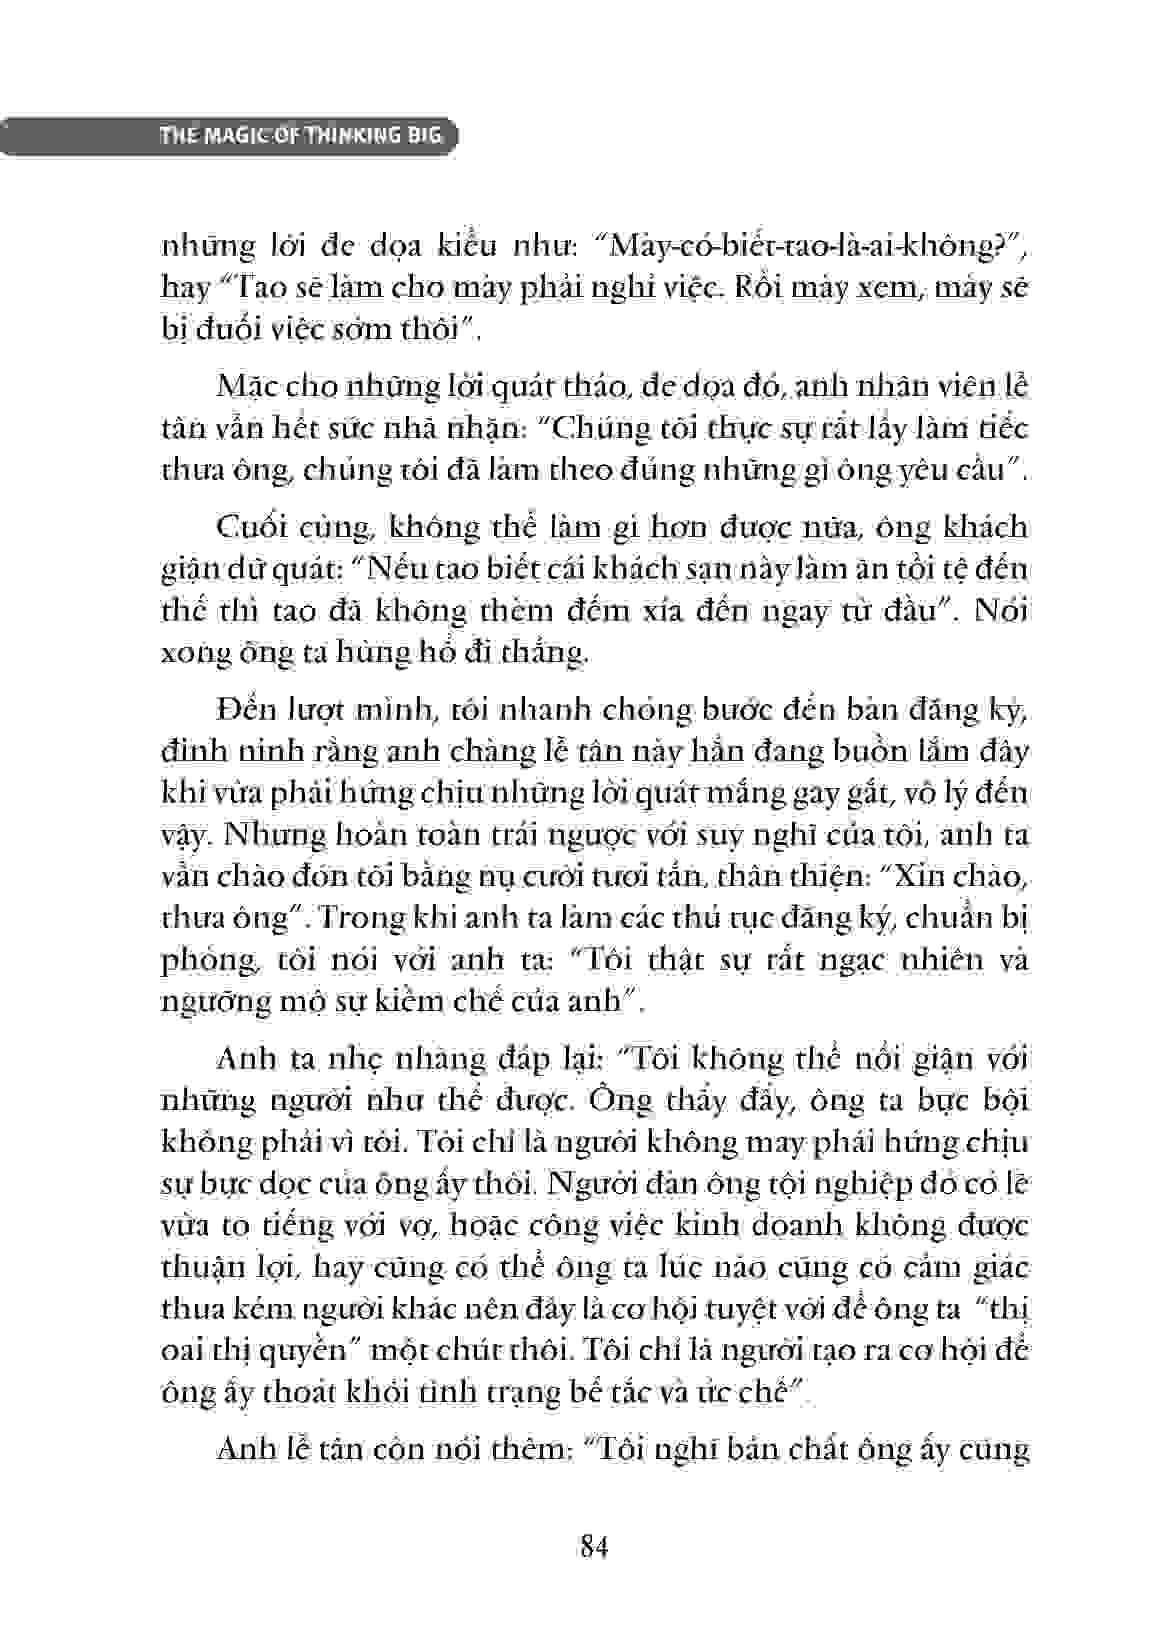 THE MAGIC OF THINKING BIG
những lời đe dọa kiểu như: “Mày-có-biết-tao-là-ai-không?”,
hay “Tao sẽ làm cho mày phải nghỉ việc. Rồi mày xem, mày sẽ
bị đuổi việc sớm thôi”.
Mặc cho những lời quát tháo, đe dọa đó, anh nhân viên lễ
tân vẫn hết sức nhã nhặn: “Chúng tôi thực sự rất lấy làm tiếc
thưa ông, chúng tôi đã làm theo đúng những gì ông yêu cầu”.
Cuối cùng, không thể làm gì hơn được nữa, ông khách
giận dữ quát: “Nếu tao biết cái khách sạn này làm ăn tồi tệ đến
thế thì tao đã không thèm đếm xỉa đến ngay từ đầu”. Nói
xong ông ta hùng hổ đi thẳng.
Đến lượt mình, tôi nhanh chóng bước đến bàn đăng ký,
đinh ninh rằng anh chàng lễ tân này hẳn đang buồn lắm đây
khi vừa phải hứng chịu những lời quát mắng gay gắt, vô lý đến
vậy. Nhưng hoàn toàn trái ngược với suy nghĩ của tôi, anh ta
vẫn chào đón tôi bằng nụ cười tươi tắn, thân thiện: “Xin chào,
thưa ông”. Trong khi anh ta làm các thủ tục đăng ký, chuẩn bị
phòng, tôi nói với anh ta: “Tôi thật sự rất ngạc nhiên và
ngưỡng mộ sự kiềm chế của anh”.
Anh ta nhẹ nhàng đáp lại: “Tôi không thể nổi giận với
những người như thế được. Ông thấy đấy, ông ta bực bội
không phải vì tôi. Tôi chỉ là người không may phải hứng chịu
sự bực dọc của ông ấy thôi. Người đàn ông tội nghiệp đó có lẽ
vừa to tiếng với vợ, hoặc công việc kinh doanh không được
thuận lợi, hay cũng có thể ông ta lúc nào cũng có cảm giác
thua kém người khác nên đây là cơ hội tuyệt vời để ông ta “thị
oai thị quyền” một chút thôi. Tôi chỉ là người tạo ra cơ hội để
ông ấy thoát khỏi tình trạng bế tắc và ức chế”.
Anh lễ tân còn nói thêm: “Tôi nghĩ bản chất ông ấy cũng
84